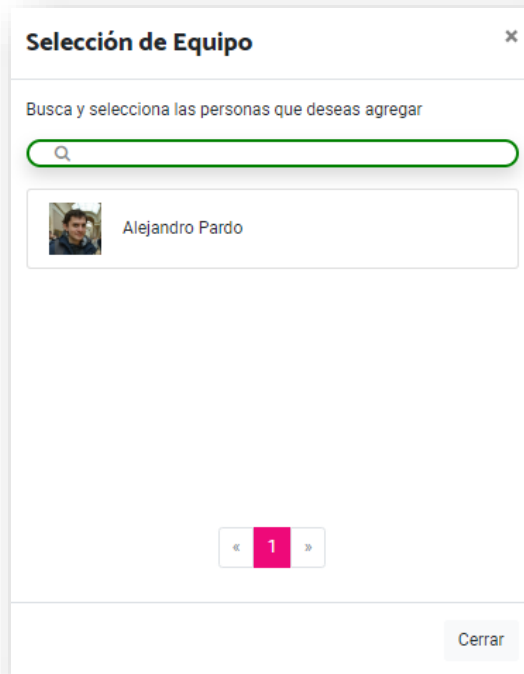 Selección de Equipo ×
Busca y selecciona las personas que deseas agregar
Alejandro Pardo
« 1 »
Cerrar